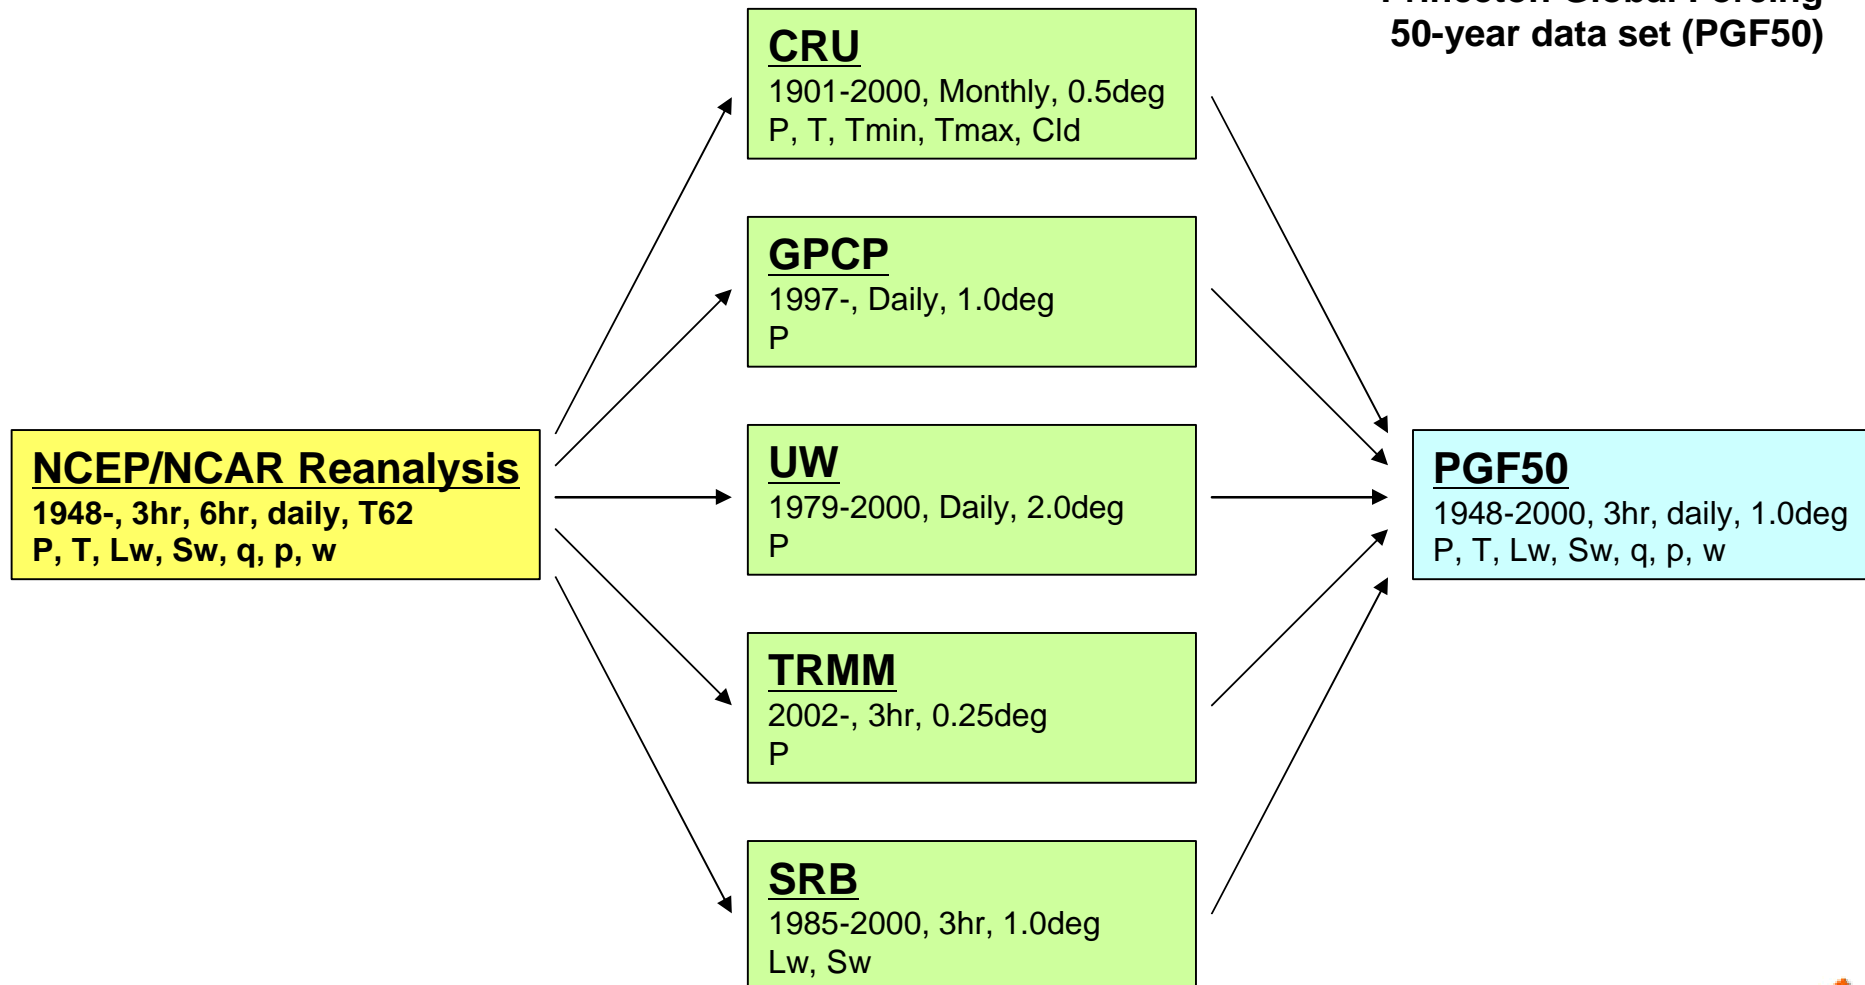 Princeton Global Forcing
50-year data set (PGF50)
CRU
1901-2000, Monthly, 0.5deg
P, T, Tmin, Tmax, Cld
GPCP
1997-, Daily, 1.0deg
P
NCEP/NCAR Reanalysis
1948-, 3hr, 6hr, daily, T62
P, T, Lw, Sw, q, p, w
UW
1979-2000, Daily, 2.0deg
P
PGF50
1948-2000, 3hr, daily, 1.0deg
P, T, Lw, Sw, q, p, w
TRMM
2002-, 3hr, 0.25deg
P
SRB
1985-2000, 3hr, 1.0deg
Lw, Sw